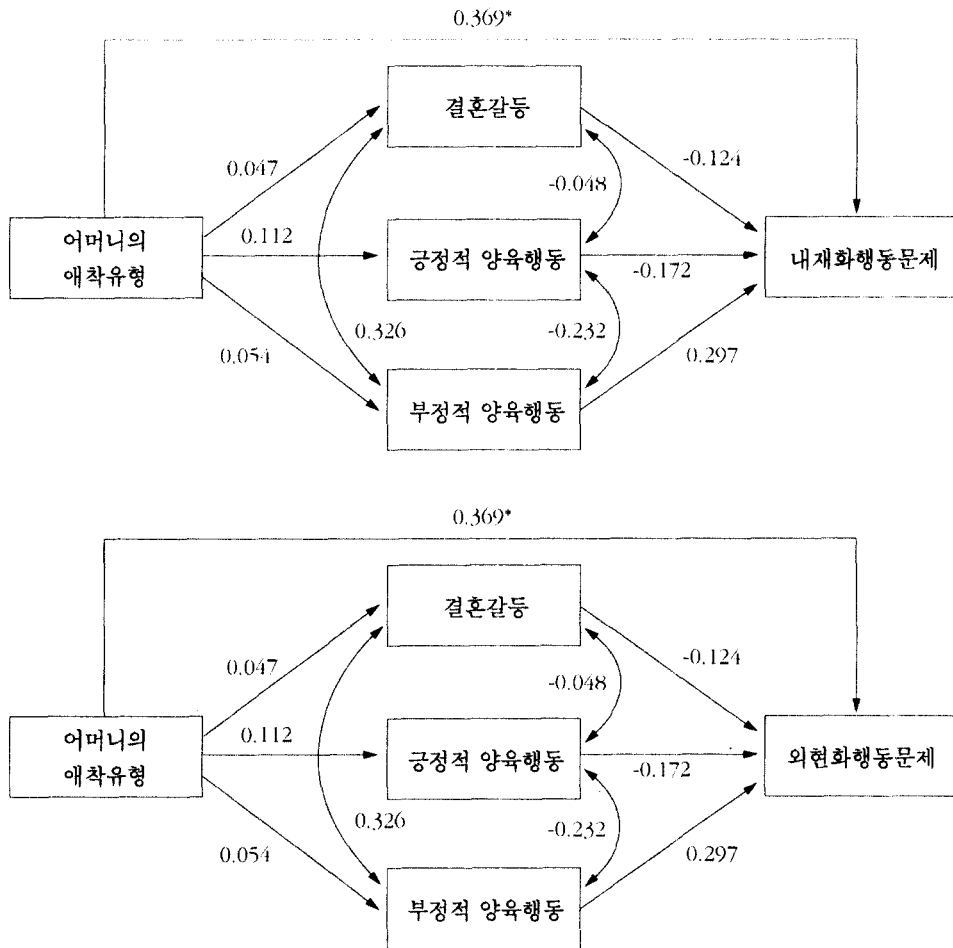 0.369*
결혼갈등
0.047
-0.124
-0.048
어머니의
애착유형
0.112
긍정적 양육행동
-0.172
내재화행동문제
0.326
-0.232
0.054
0.297
부정적 양육행동
0.369*
결혼갈등
0.047
-0.124
-0.048
어머니의
애착유형
0.112
긍정적 양육행동
-0.172
외현화행동문제
0.326
-0.232
0.054
0.297
부정적 양육행동